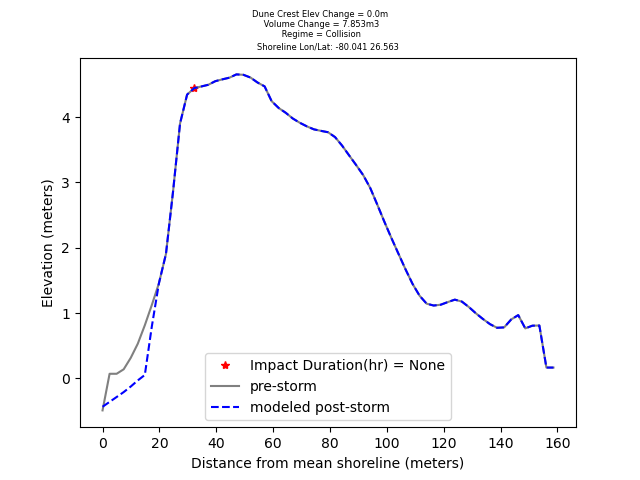 Dune Crest Elev Change = 0.0m
Volume Change = 7.853m3
Regime = Collision
Shoreline Lon/Lat: -80.041 26.563
4
3
2
1
0
Elevation (meters)
Impact Duration(hr) = None
pre-storm
modeled post-storm
0 20 40 60 80 100 120 140 160
Distance from mean shoreline (meters)